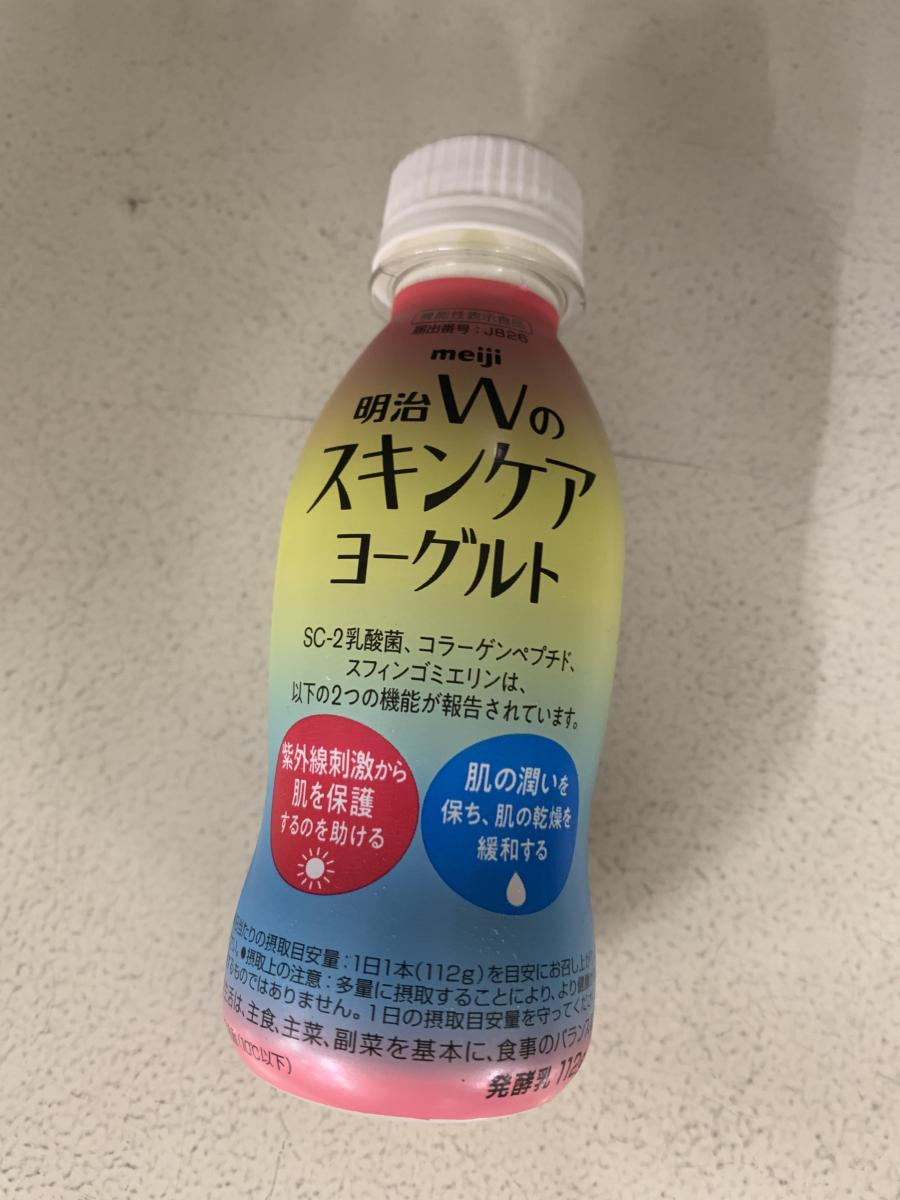 機能性表示食品
届出番号:J826
meiji
明治Wの
スキンケア
ヨーグルト
SC-2乳酸菌、コラーゲンペプチド、
スフィンゴミエリンは、
以下の2つの機能が報告されています。
紫外線刺激から
肌を保護
するのを助ける
肌の潤いを
保ち、肌の乾燥を
緩和する
当たりの摂取目安量:1日1本(112g)を目安にお召し上が
●摂取上の注意:多量に摂取することにより、より健康
るものではありません。1日の摂取目安量を守ってくだ
生活は、主食、主菜、副菜を基本に、食事のバランス
(10℃以下)
発酵乳 112g